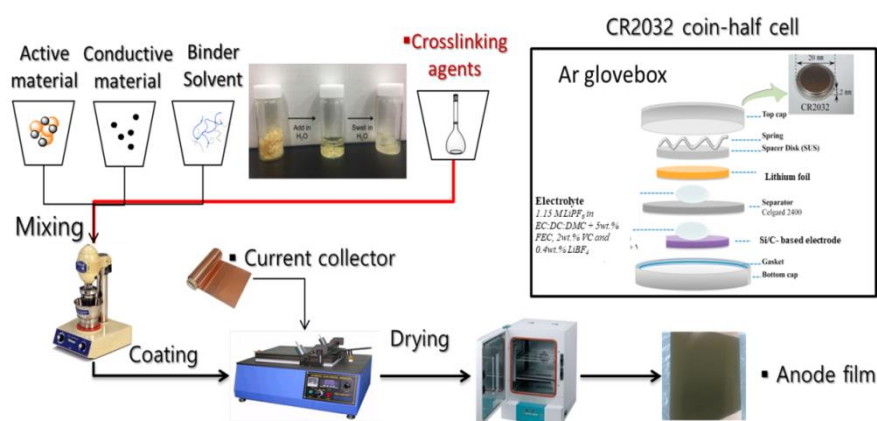 CR2032 coin-half cell
Active
material
Conductive
material
Binder
Solvent
▪Crosslinking
agents
Add in
H₂O
Swell in
H₂O
Mixing
▪ Current collector
Coating
Drying
▪ Anode film
Ar glovebox
20 mm
2 mm
CR2032
Top cap
Spring
Spacer Disk (SUS)
Lithium foil
Electrolyte
1.15 M LiPF₆ in
EC:DC:DMC + 5wt.%
FEC, 2wt.% VC and
0.4wt.% LiBF₄
Separator
Celgard 2400
Si/C- based electrode
Gasket
Bottom cap